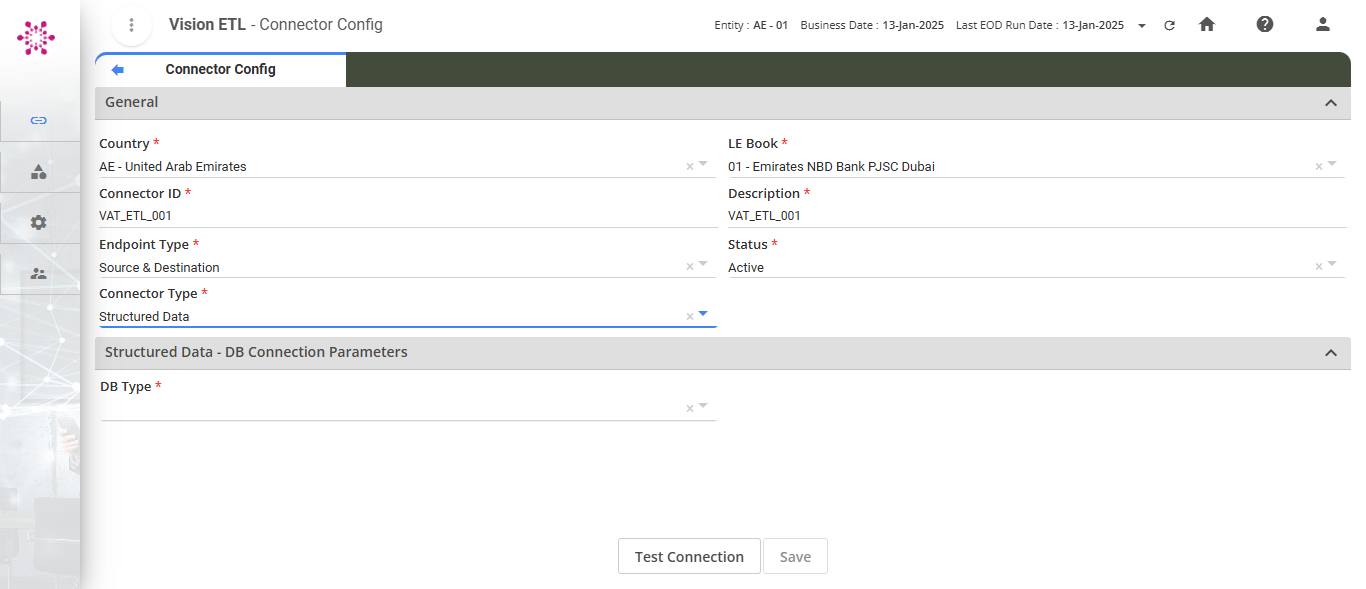 Vision ETL - Connector Config
Entity : AE - 01 Business Date : 13-Jan-2025 Last EOD Run Date : 13-Jan-2025
Connector Config
General
Country *
LE Book *
AE - United Arab Emirates
01 - Emirates NBD Bank PJSC Dubai
Connector ID *
Description *
VAT_ETL_001
VAT_ETL_001
Endpoint Type *
Status *
Source & Destination
Active
Connector Type *
Structured Data
Structured Data - DB Connection Parameters
DB Type *
Test Connection
Save